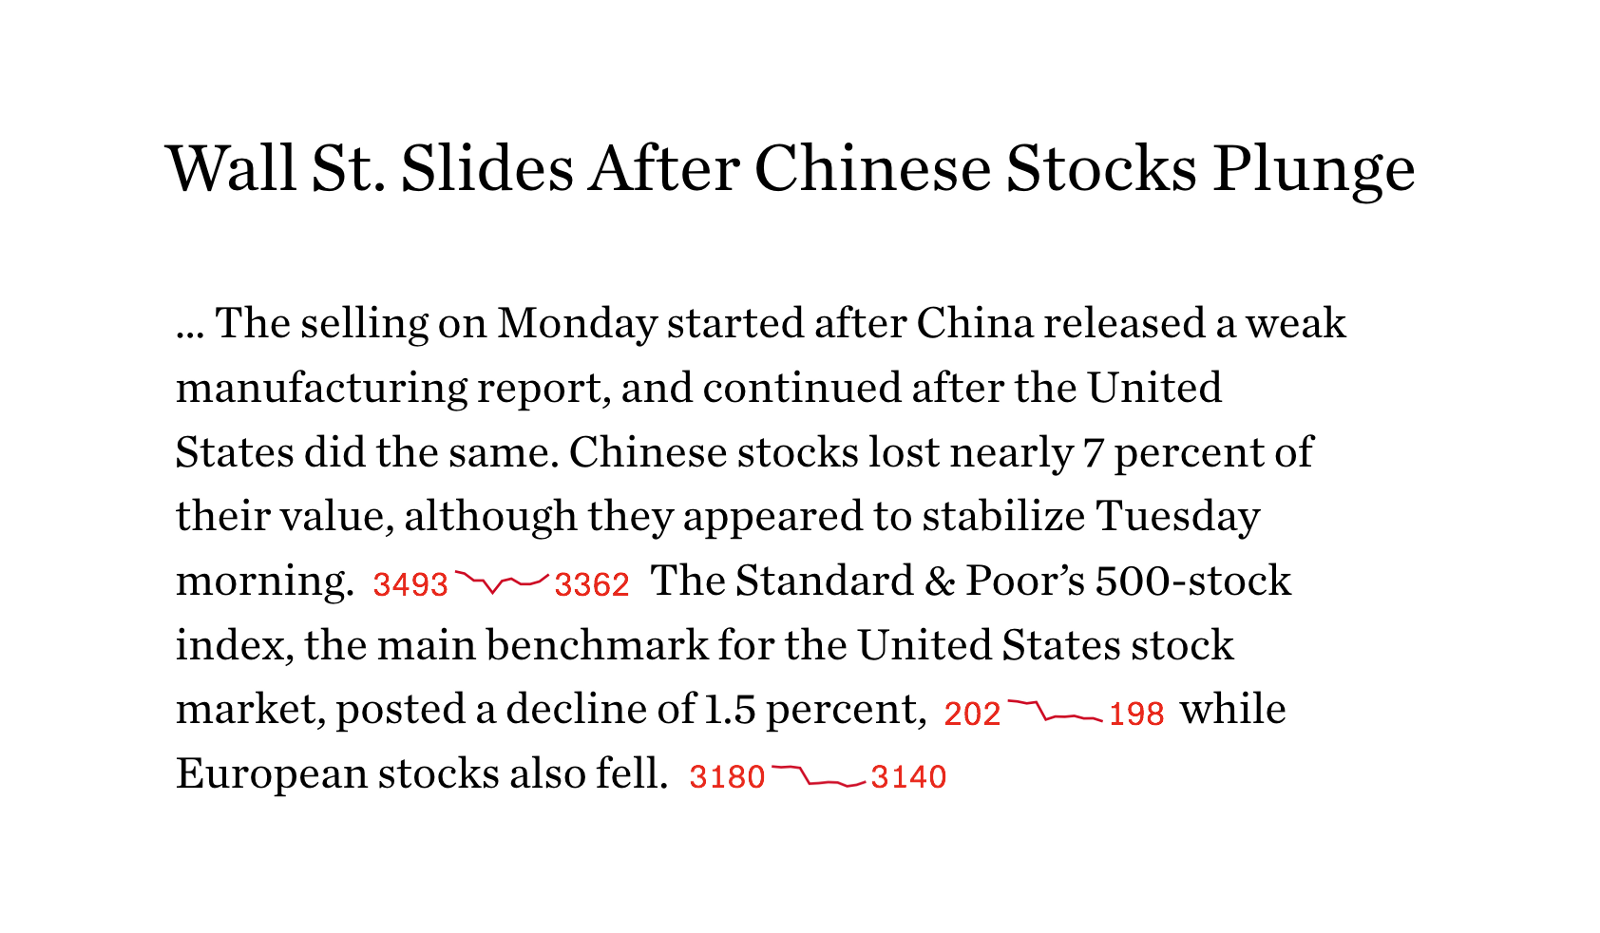 Wall St. Slides After Chinese Stocks Plunge
... The selling on Monday started after China released a weak
manufacturing report, and continued after the United
States did the same. Chinese stocks lost nearly 7 percent of
their value, although they appeared to stabilize Tuesday
morning. 3493 3362 The Standard & Poor’s 500-stock
index, the main benchmark for the United States stock
market, posted a decline of 1.5 percent, 202 198 while
European stocks also fell. 3180 3140